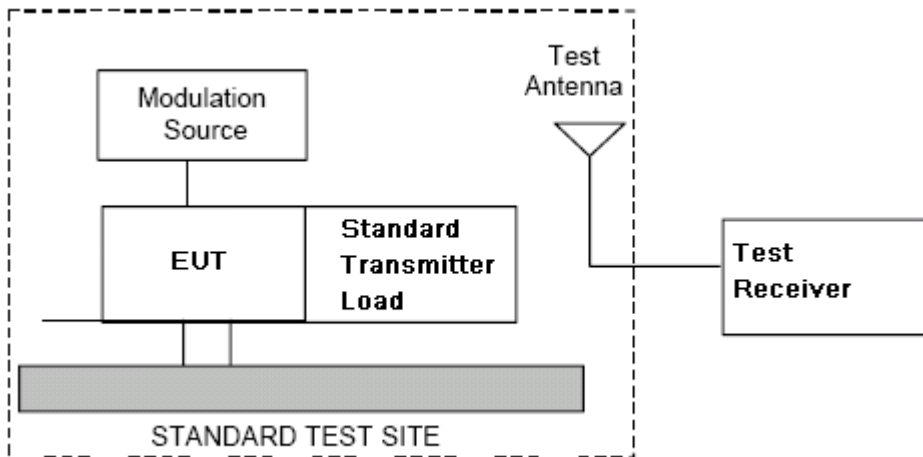 Test
Antenna
Modulation
Source
EUT
Standard
Transmitter
Load
Test
Receiver
STANDARD TEST SITE